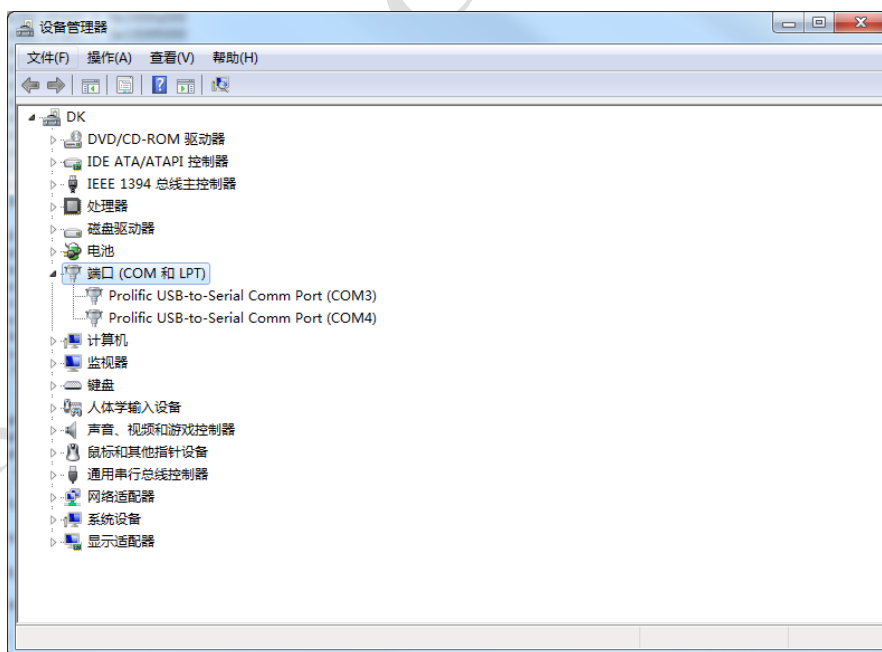 设备管理器
文件(F) 操作(A) 查看(V) 帮助(H)
DK
DVD/CD-ROM 驱动器
IDE ATA/ATAPI 控制器
IEEE 1394 总线主控制器
处理器
磁盘驱动器
电池
端口 (COM 和 LPT)
Prolific USB-to-Serial Comm Port (COM3)
Prolific USB-to-Serial Comm Port (COM4)
计算机
监视器
键盘
人体学输入设备
声音、视频和游戏控制器
鼠标和其他指针设备
通用串行总线控制器
网络适配器
系统设备
显示适配器